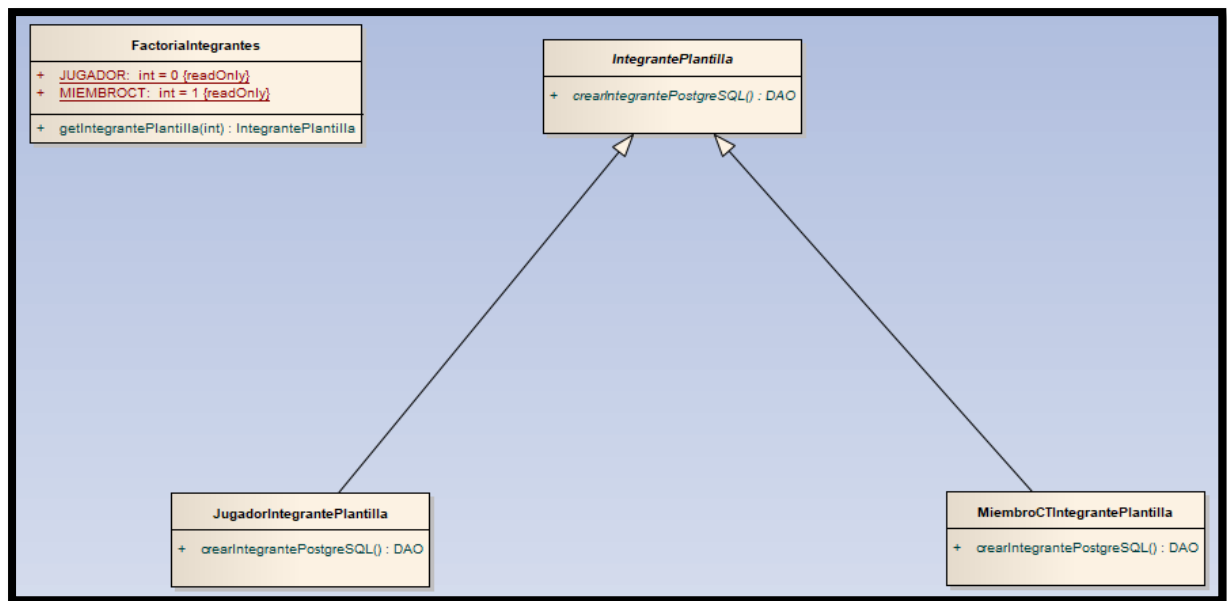 FactoriaIntegrantes
+ JUGADOR: int = 0 {readOnly}
+ MIEMBROCT: int = 1 {readOnly}
+ getIntegrantePlantilla(int) : IntegrantePlantilla
IntegrantePlantilla
+ crearIntegrantePostgreSQL() : DAO
JugadorIntegrantePlantilla
+ crearIntegrantePostgreSQL() : DAO
MiembroCTIntegrantePlantilla
+ crearIntegrantePostgreSQL() : DAO